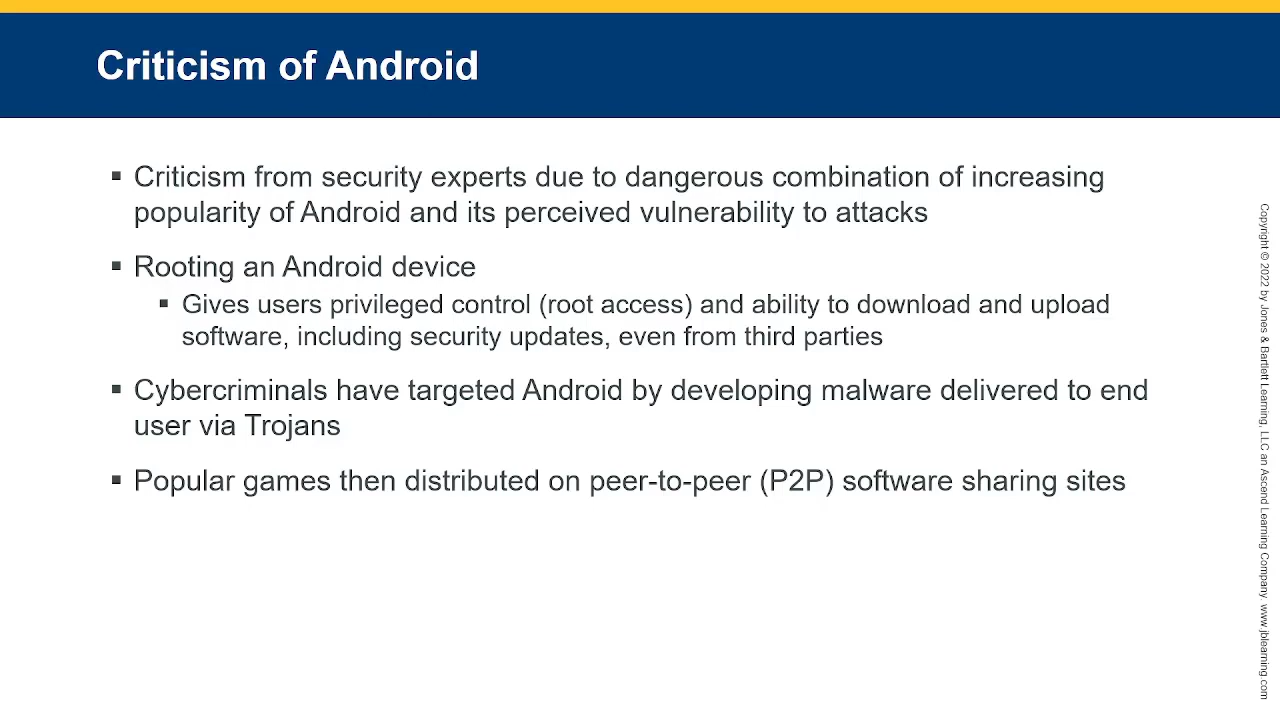 Criticism of Android
▪ Criticism from security experts due to dangerous combination of increasing
popularity of Android and its perceived vulnerability to attacks
▪ Rooting an Android device
▪ Gives users privileged control (root access) and ability to download and upload
software, including security updates, even from third parties
▪ Cybercriminals have targeted Android by developing malware delivered to end
user via Trojans
▪ Popular games then distributed on peer-to-peer (P2P) software sharing sites
Copyright © 2022 by Jones & Bartlett Learning, LLC an Ascend Learning Company. www.jblearning.com